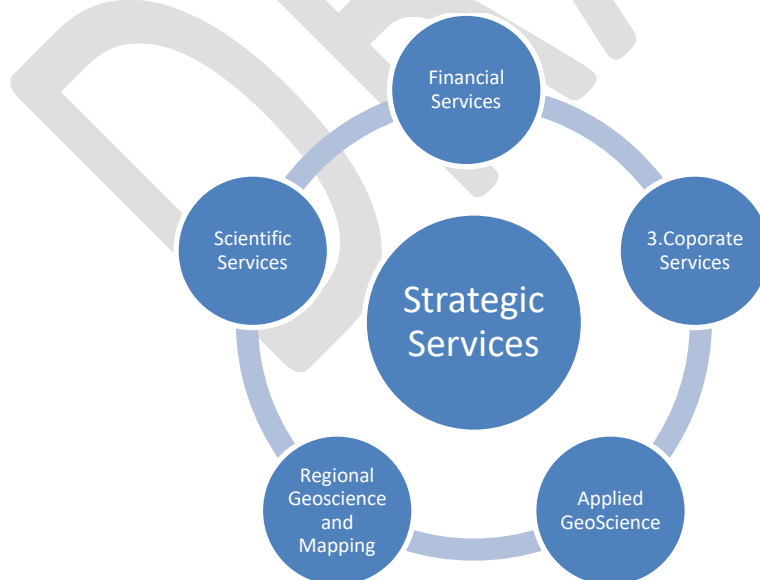 Financial
Services
Scientific
Services
3.Coporate
Services
Strategic
Services
Regional
Geoscience
and
Mapping
Applied
GeoScience